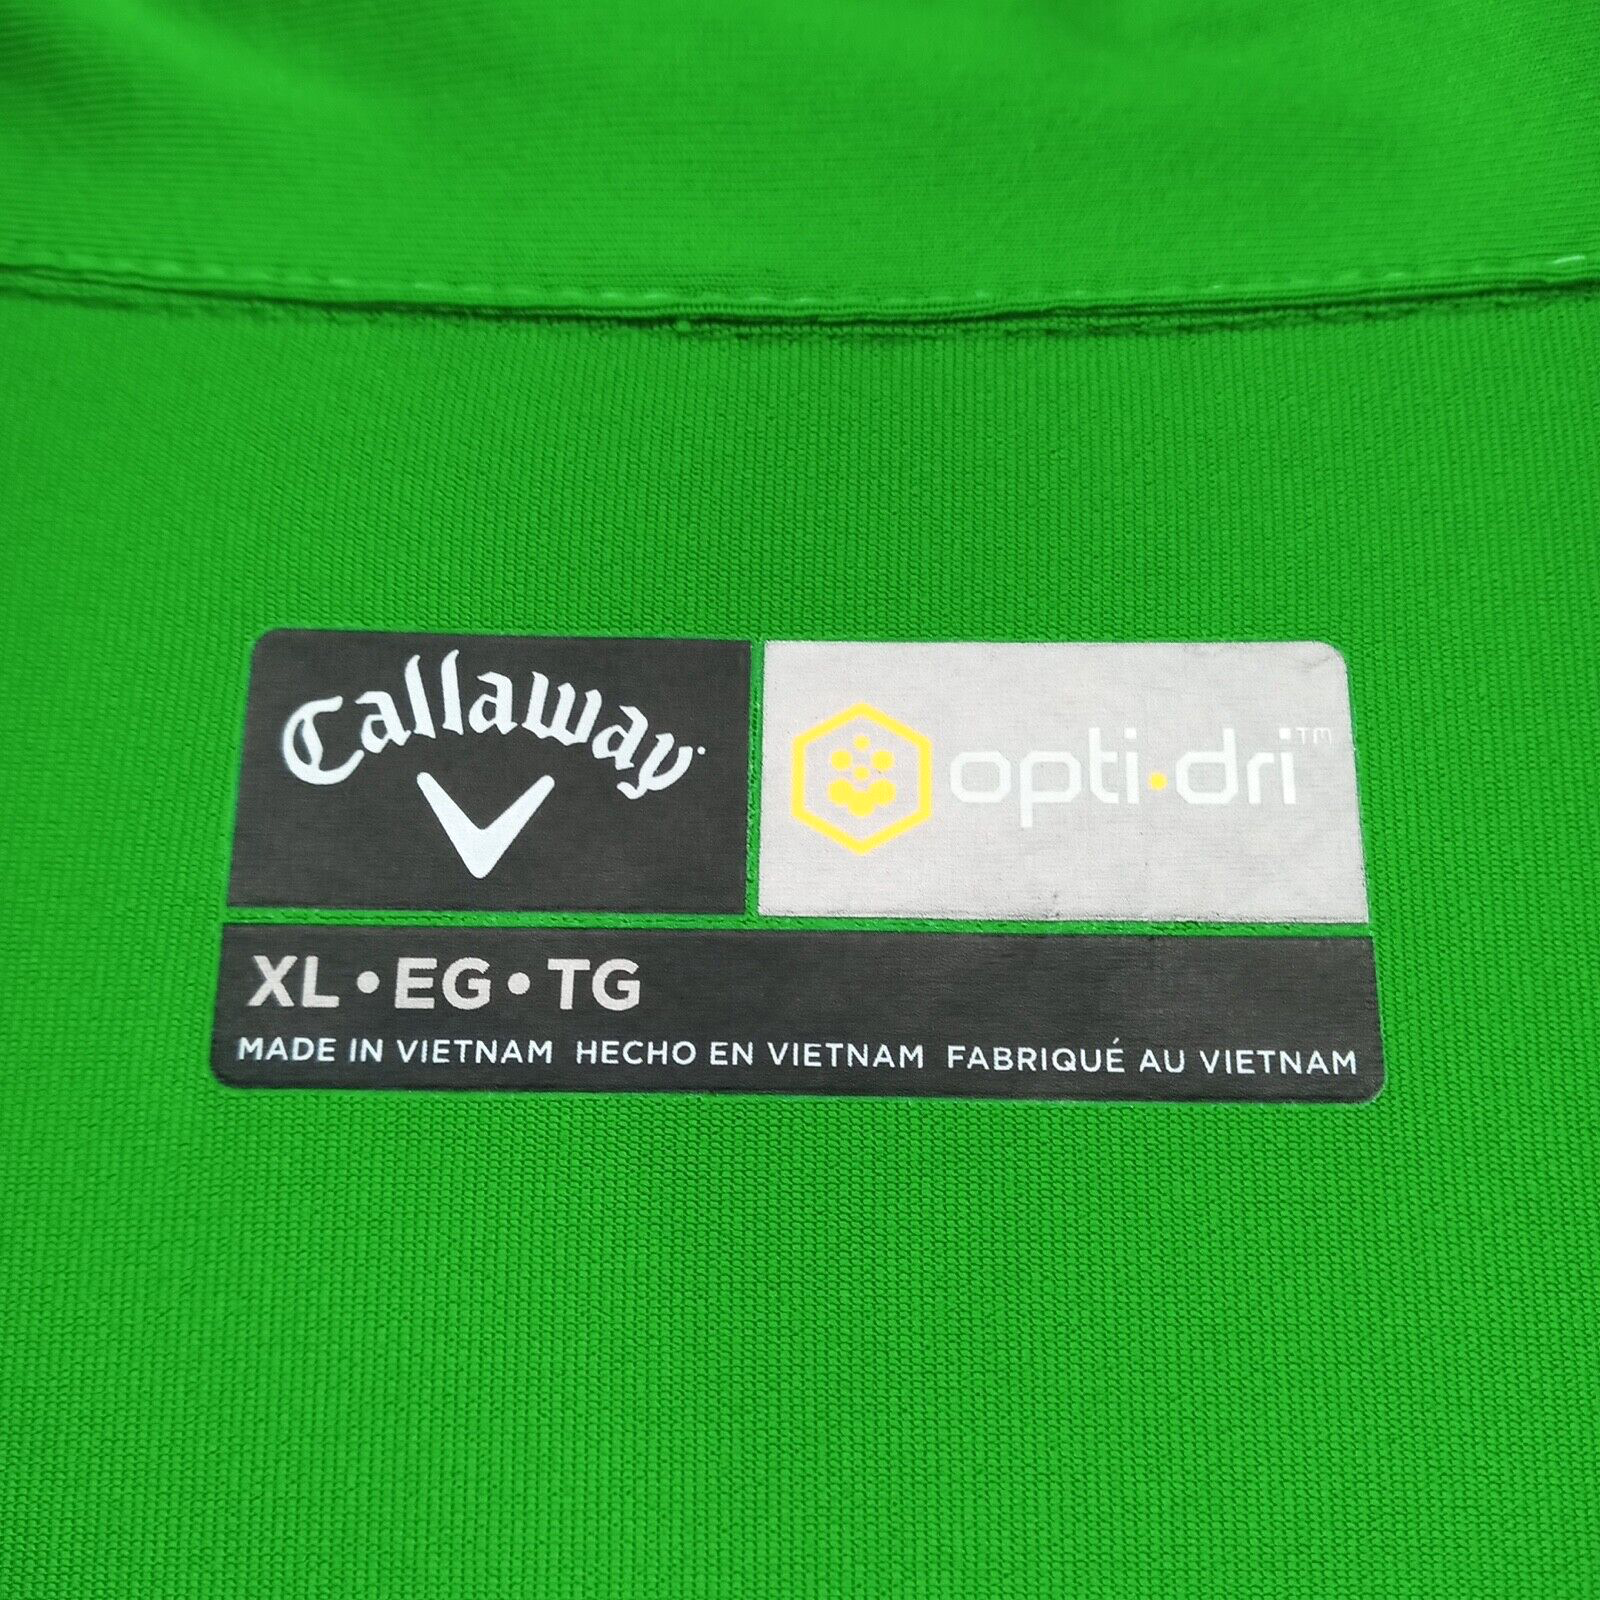 Callaway
opti·dri™
XL • EG • TG
MADE IN VIETNAM HECHO EN VIETNAM FABRIQUÉ AU VIETNAM